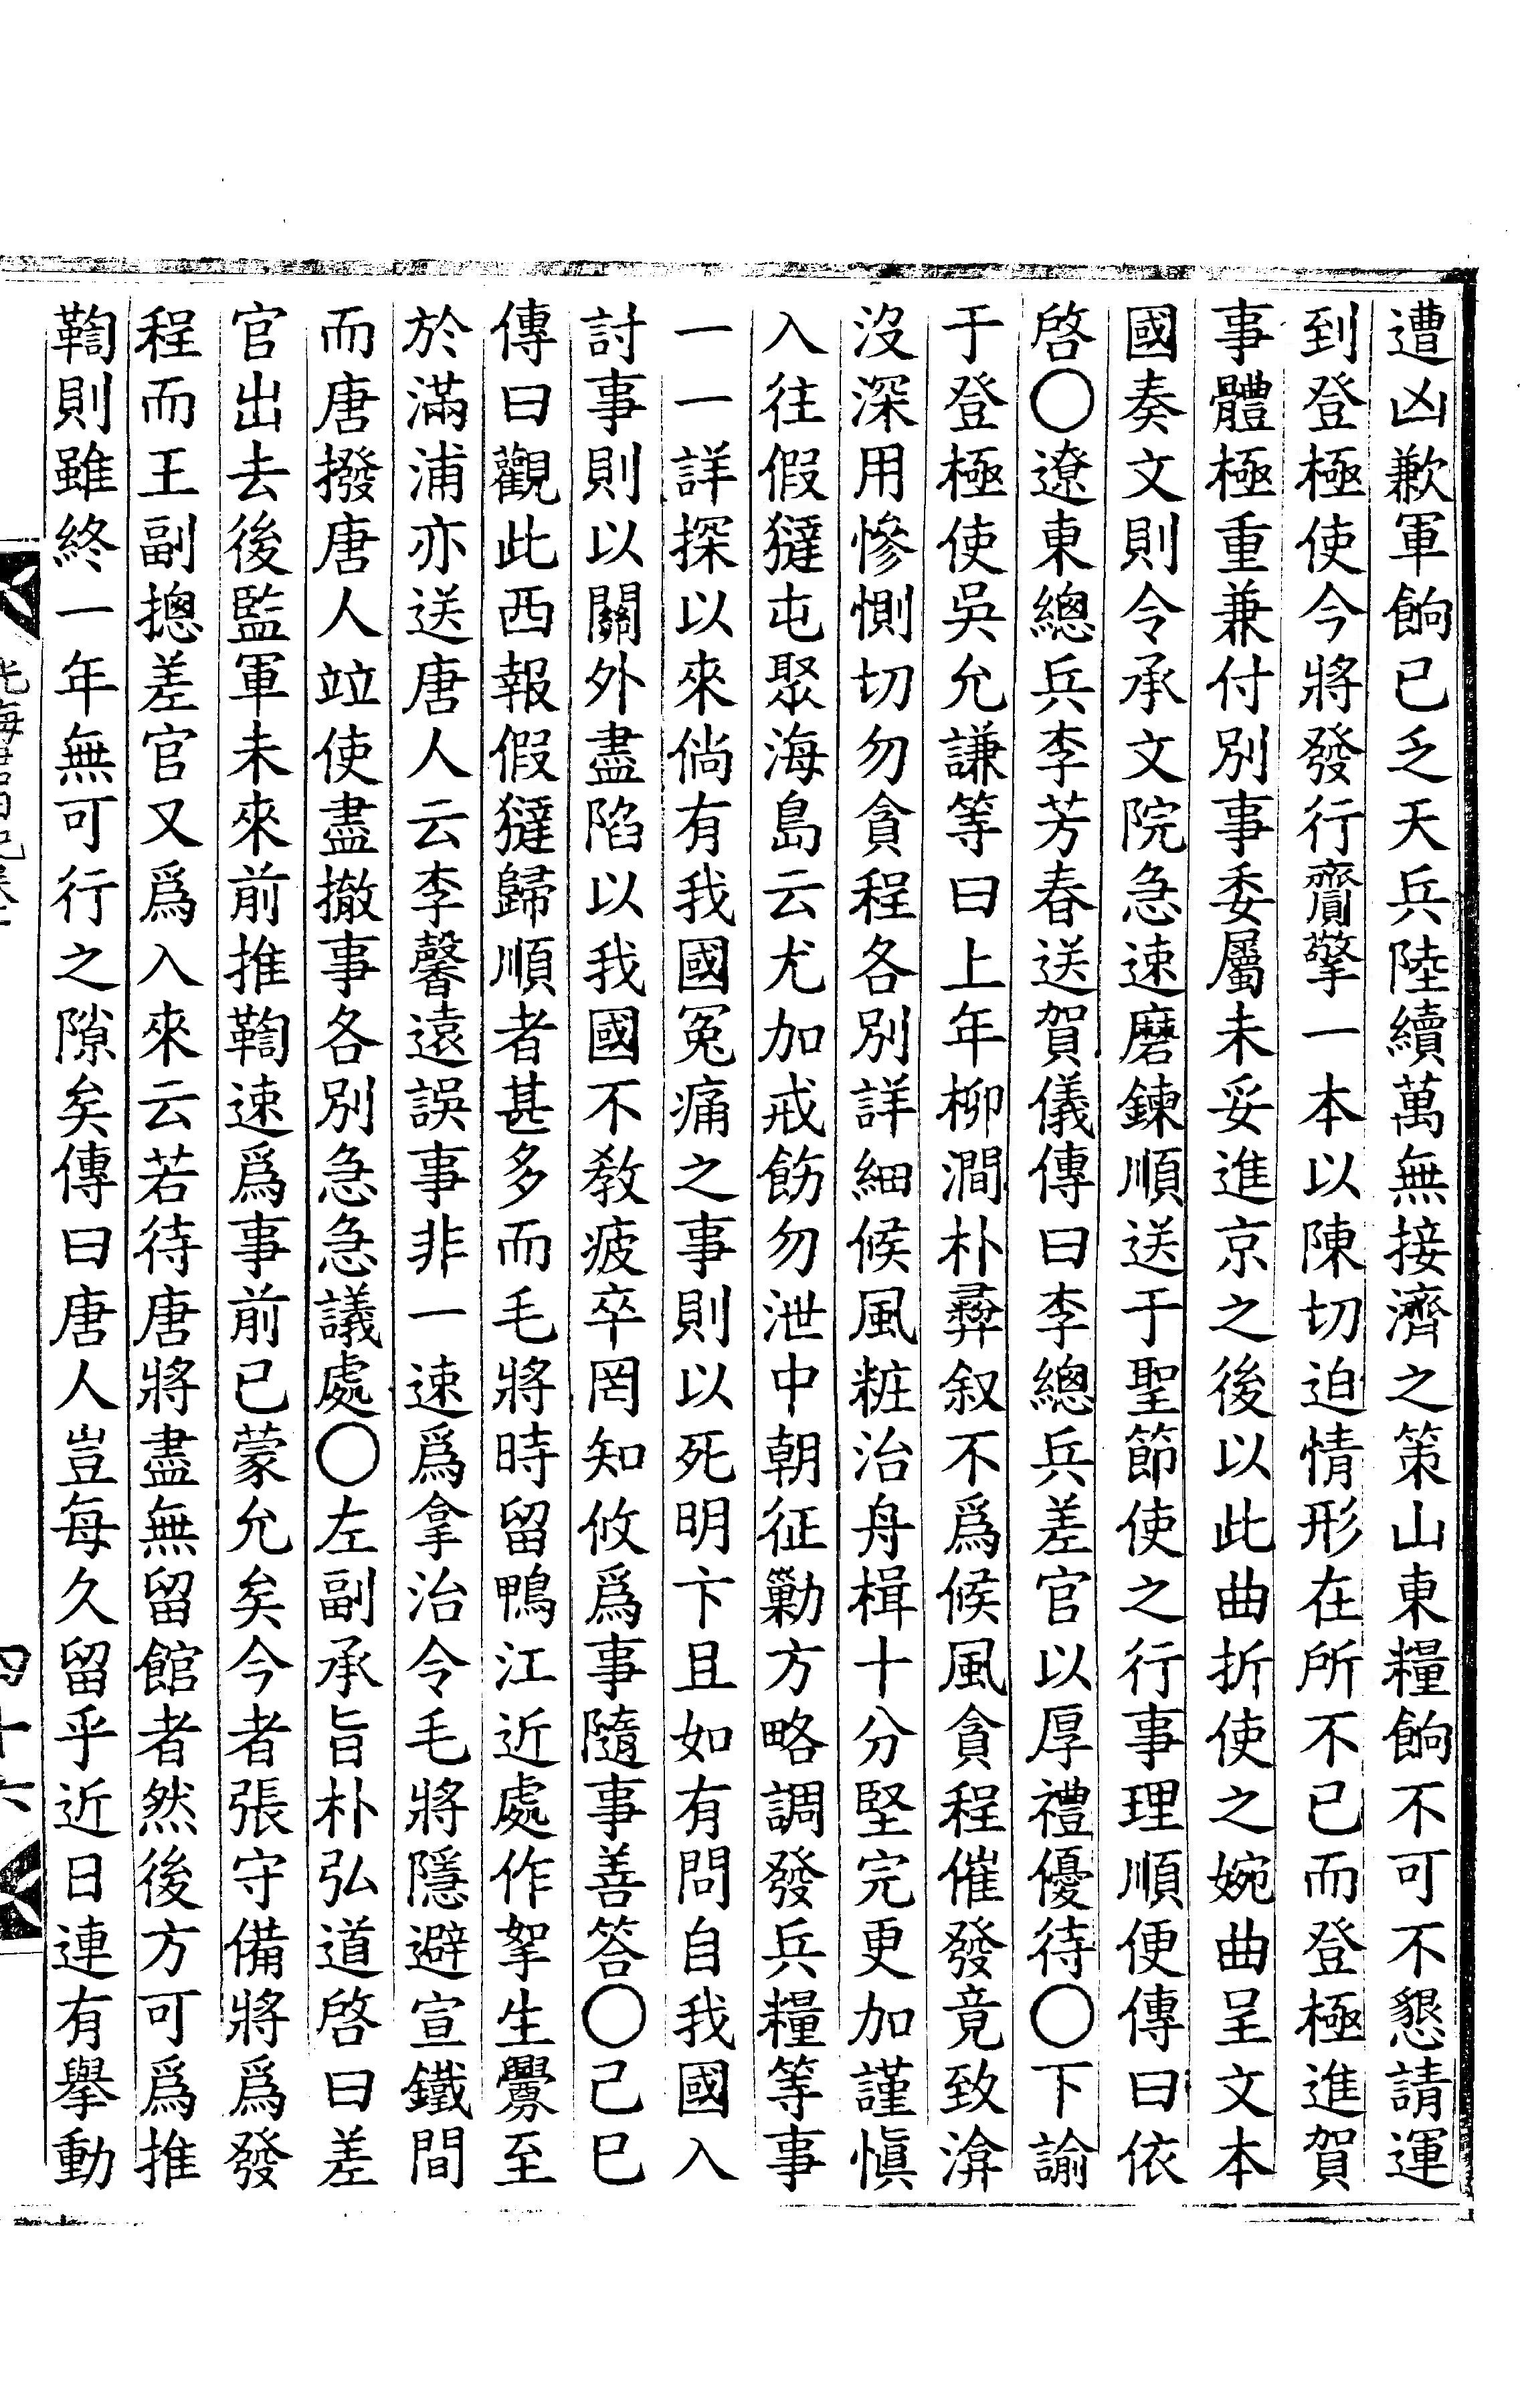 遭凶歉軍餉已乏天兵陸續萬無接濟之策山東糧餉不可不懇請運
到登極使今將發行齎擎一本以陳切迫情形在所不已而登極進賀
事體極重兼付別事委屬未妥進京之後以此曲折使之婉曲呈文本
國奏文則令承文院急速磨鍊順送于聖節使之行事理順便傳曰依
啓○遼東總兵李芳春送賀儀傳曰李總兵差官以厚禮優待○下諭
于登極使吳允謙等曰上年柳澗朴彛叙不爲候風貪程催發竟致渰
沒深用慘惻切勿貪程各別詳細候風粧治舟楫十分堅完更加謹愼
入往假㺚屯聚海島云尤加戒飭勿泄中朝征勦方略調發兵糧等事
一一詳探以來倘有我國冤痛之事則以死明卞且如有問自我國入
討事則以關外盡陷以我國不敎疲卒罔知攸爲事隨事善答○己巳
傳曰觀此西報假㺚歸順者甚多而毛將時留鴨江近處作挐生釁至
於滿浦亦送唐人云李馨遠誤事非一速爲拿治令毛將隱避宣鐵間
而唐撥唐人竝使盡撤事各別急急議處○左副承旨朴弘道啓曰差
官出去後監軍未來前推鞫速爲事前已蒙允矣今者張守備將爲發
程而王副摠差官又爲入來云若待唐將盡無留館者然後方可爲推
鞫則雖終一年無可行之隙矣傳曰唐人豈每久留乎近日連有擧動
四十六